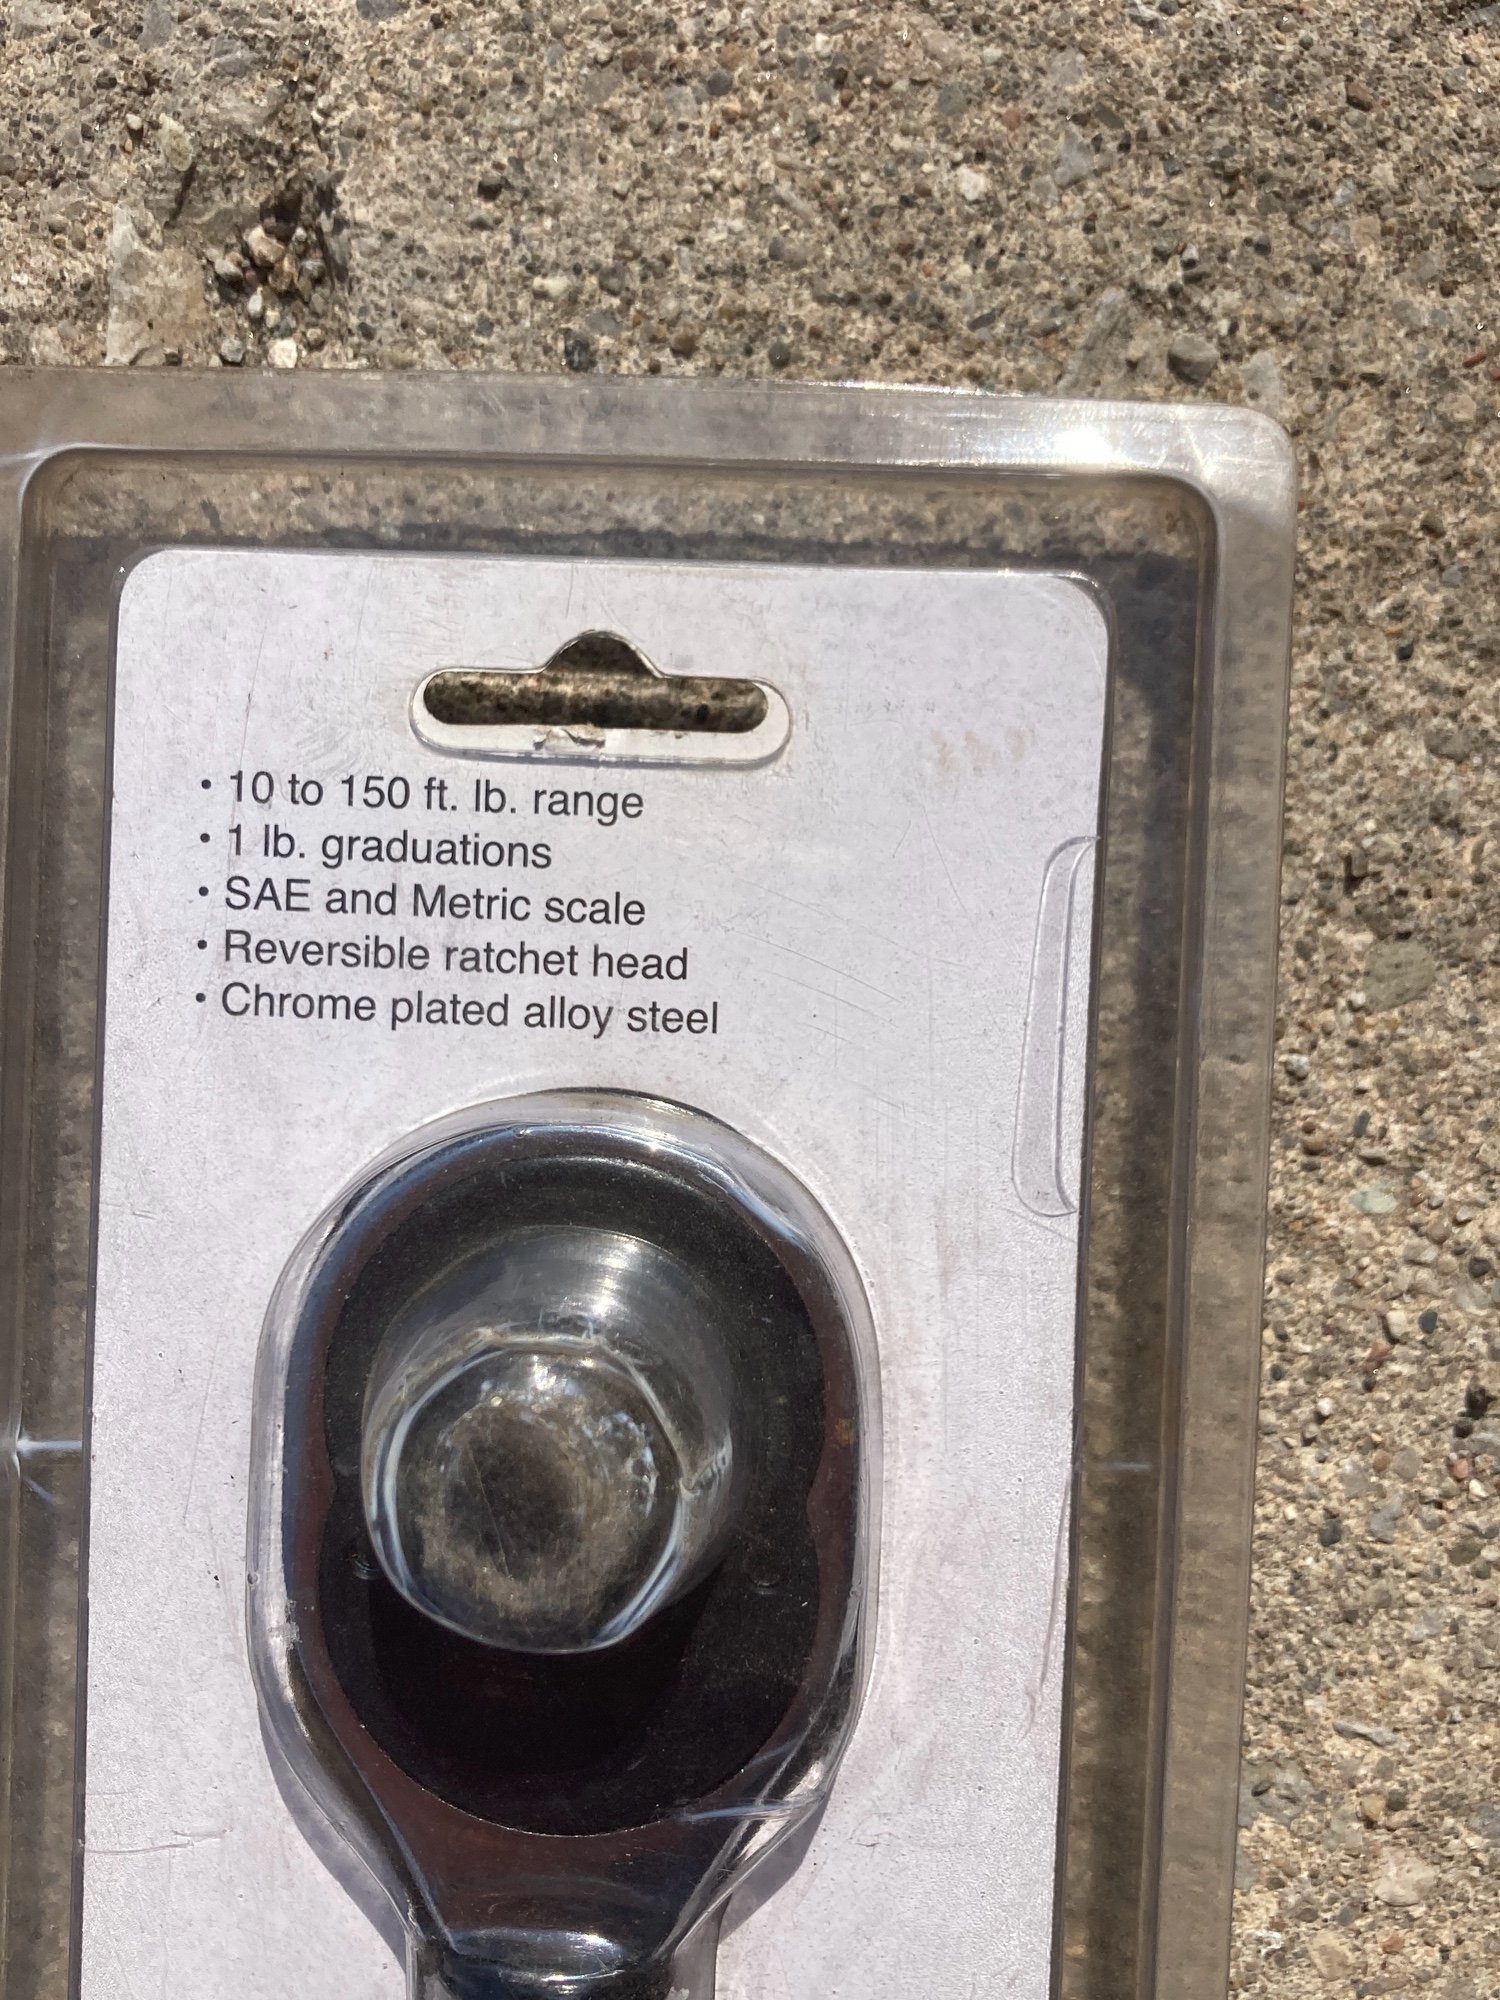 • 10 to 150 ft. lb. range
• 1 lb. graduations
• SAE and Metric scale
• Reversible ratchet head
• Chrome plated alloy steel